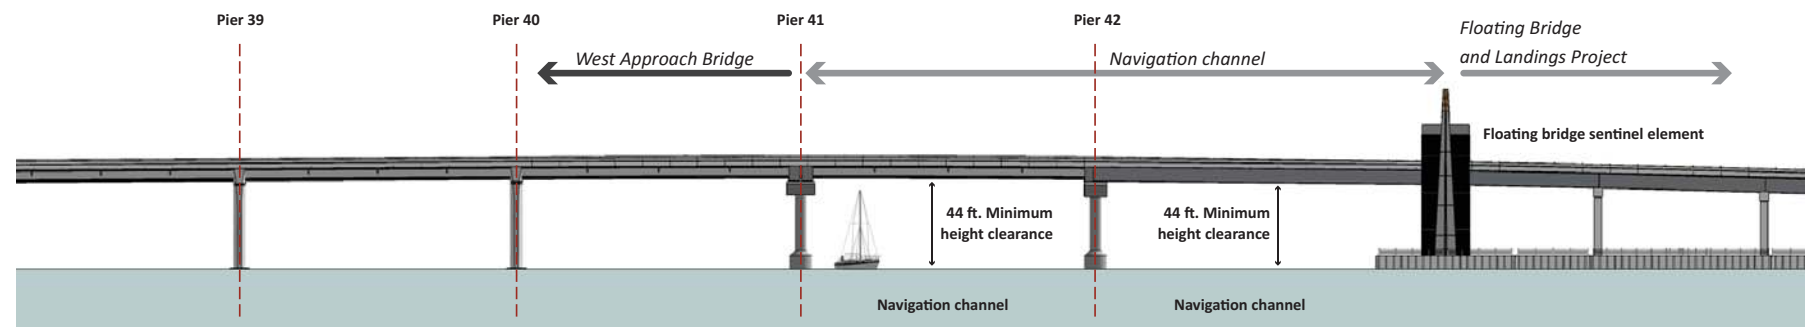 Pier 39
Pier 40
Pier 41
Pier 42
West Approach Bridge
Navigation channel
Floating Bridge
and Landings Project
Floating bridge sentinel element
44 ft. Minimum
height clearance
44 ft. Minimum
height clearance
Navigation channel
Navigation channel